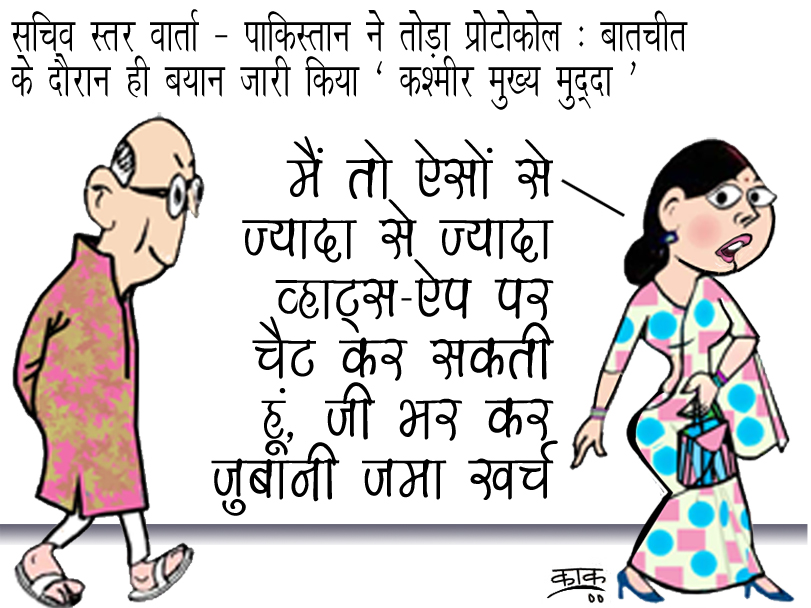 सचिव स्तर वार्ता - पाकिस्तान ने तोड़ा प्रोटोकोल : बातचीत
के दौरान ही बयान जारी किया ‘ कश्मीर मुख्य मुद्दा ’
मैं तो ऐसों से
ज्यादा से ज्यादा
व्हाट्स-ऐप पर
चैट कर सकती
हूं, जी भर कर
जुबानी जमा खर्च
काक